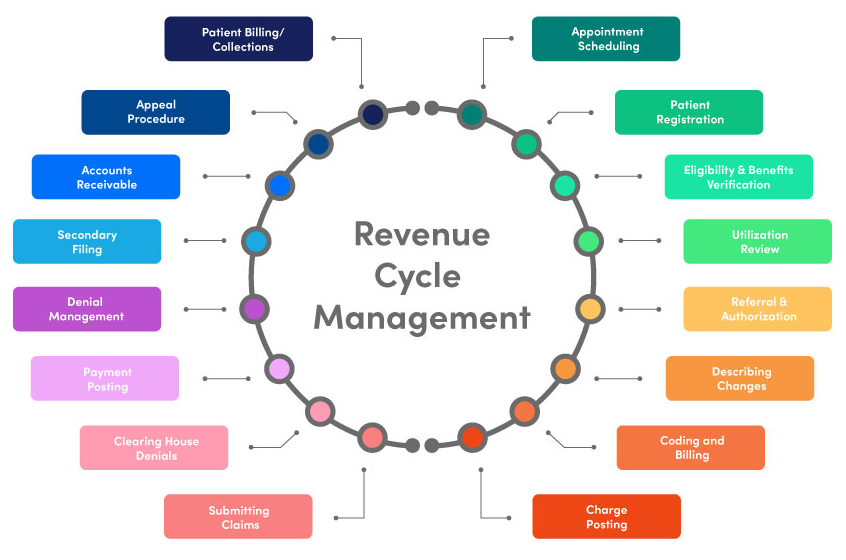 Patient Billing/
Collections
Appointment
Scheduling
Appeal
Procedure
Patient
Registration
Accounts
Receivable
Eligibility & Benefits
Verification
Secondary
Filing
Utilization
Review
Revenue
Cycle
Management
Denial
Management
Referral &
Authorization
Payment
Posting
Describing
Changes
Clearing House
Denials
Coding and
Billing
Submitting
Claims
Charge
Posting